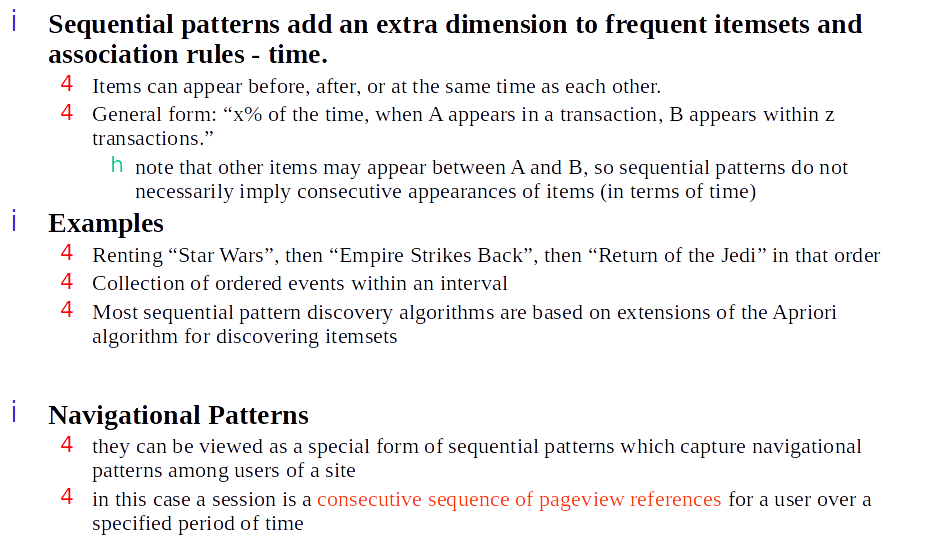 i Sequential patterns add an extra dimension to frequent itemsets and
association rules - time.
4 Items can appear before, after, or at the same time as each other.
4 General form: “x% of the time, when A appears in a transaction, B appears within z
transactions.”
h note that other items may appear between A and B, so sequential patterns do not
necessarily imply consecutive appearances of items (in terms of time)
i Examples
4 Renting “Star Wars”, then “Empire Strikes Back”, then “Return of the Jedi” in that order
4 Collection of ordered events within an interval
4 Most sequential pattern discovery algorithms are based on extensions of the Apriori
algorithm for discovering itemsets
i Navigational Patterns
4 they can be viewed as a special form of sequential patterns which capture navigational
patterns among users of a site
4 in this case a session is a consecutive sequence of pageview references for a user over a
specified period of time